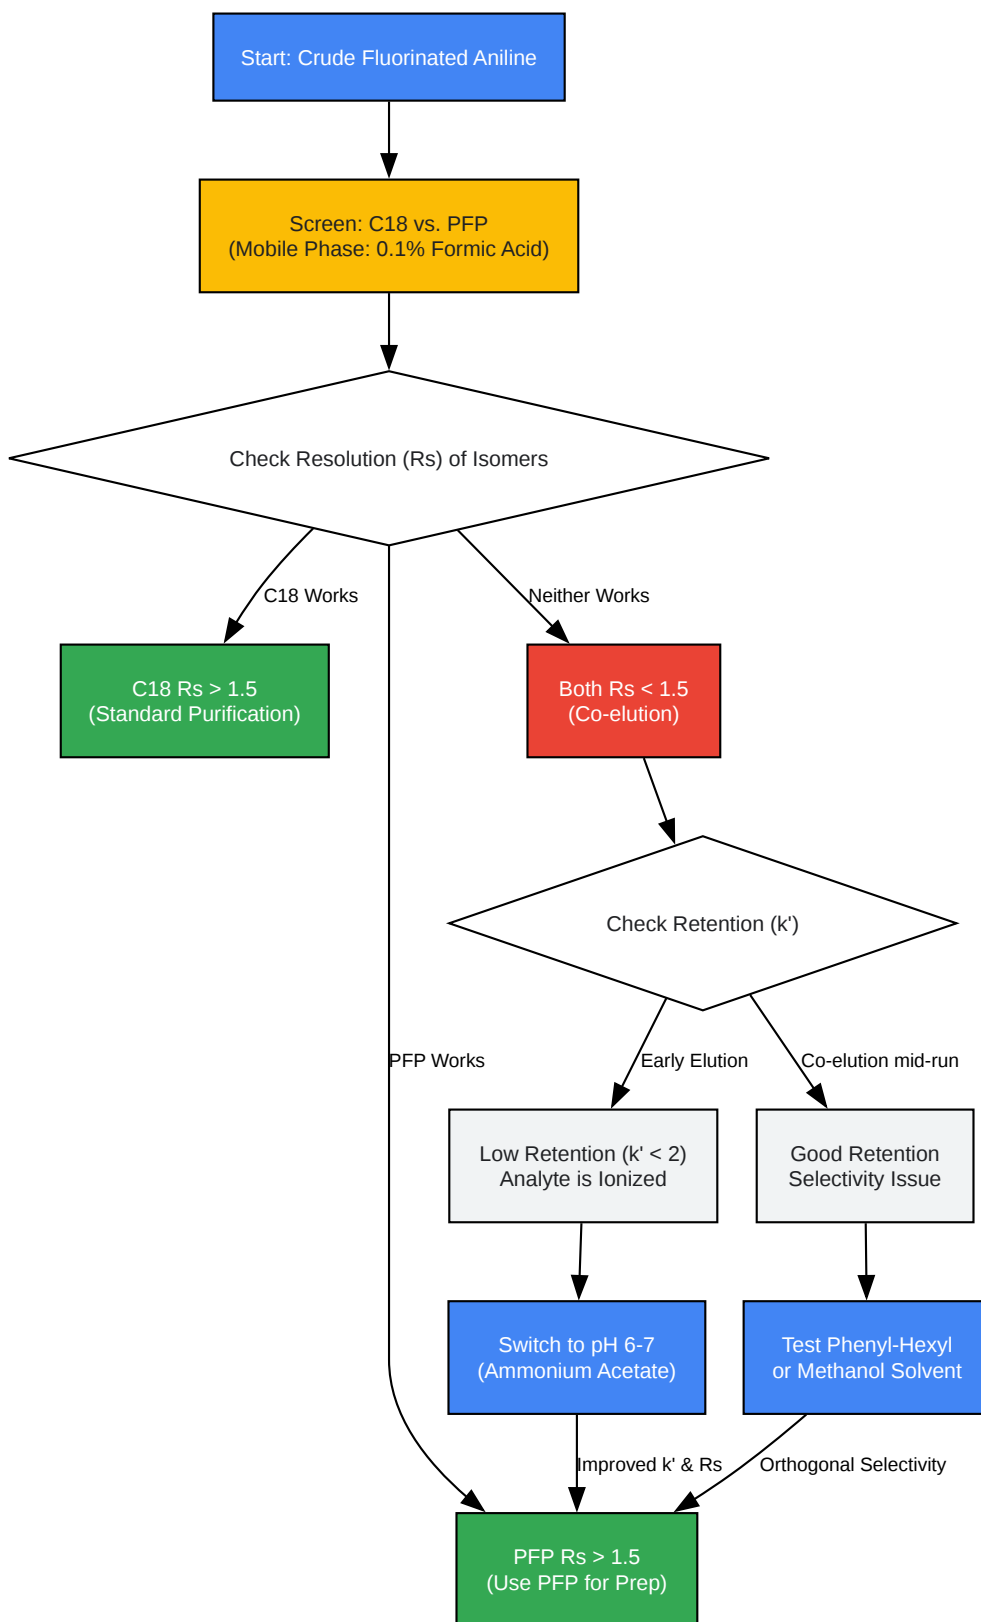 Start: Crude Fluorinated Aniline
Screen: C18 vs. PFP
(Mobile Phase: 0.1% Formic Acid)
Check Resolution (Rs) of Isomers
C18 Works
Neither Works
C18 Rs > 1.5
(Standard Purification)
Both Rs < 1.5
(Co-elution)
Check Retention (k')
PFP Works
Early Elution
Co-elution mid-run
Low Retention (k' < 2)
Analyte is Ionized
Good Retention
Selectivity Issue
Switch to pH 6-7
(Ammonium Acetate)
Test Phenyl-Hexyl
or Methanol Solvent
Improved k' & Rs
Orthogonal Selectivity
PFP Rs > 1.5
(Use PFP for Prep)